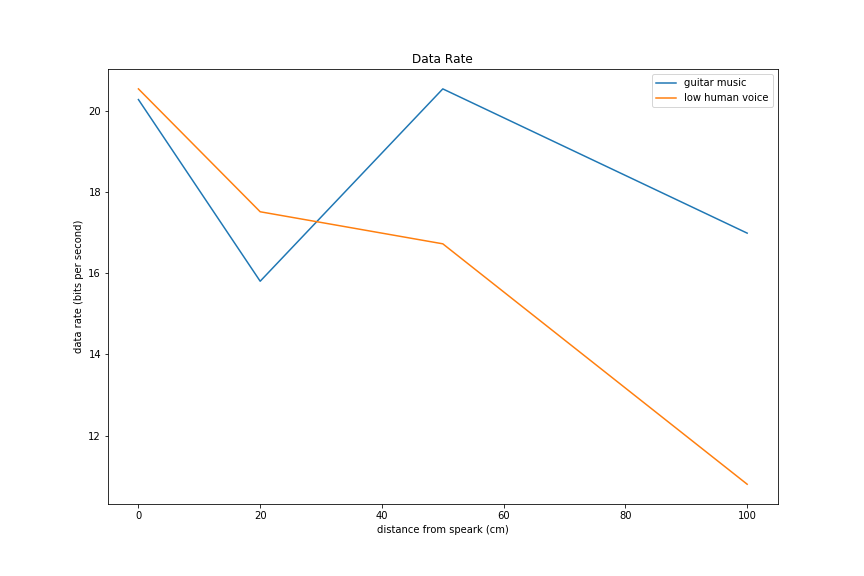 Data Rate
guitar music
low human voice
data rate (bits per second)
20
18
16
14
12
0 20 40 60 80 100
distance from speark (cm)